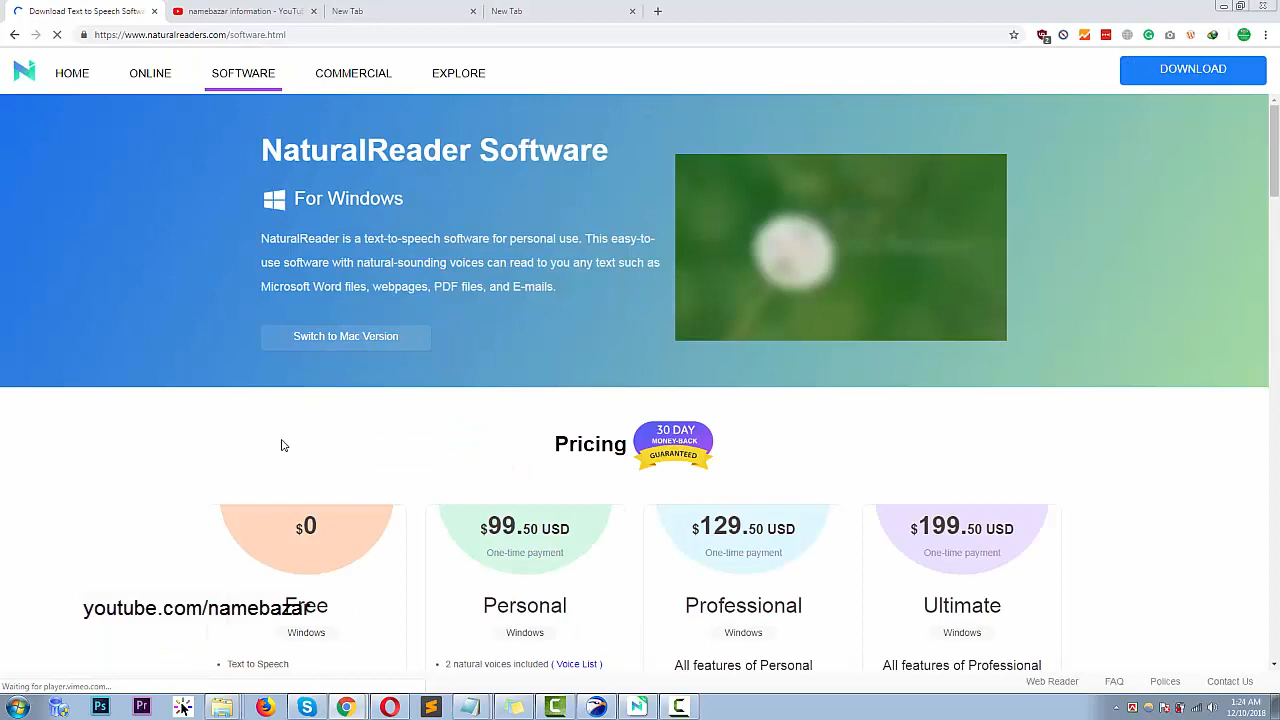 Download Text to Speech Softwar
namebazar information - YouTu
New Tab
New Tab
https://www.naturalreaders.com/software.html
2
HOME
ONLINE
SOFTWARE
COMMERCIAL
EXPLORE
DOWNLOAD
NaturalReader Software
For Windows
NaturalReader is a text-to-speech software for personal use. This easy-to-
use software with natural-sounding voices can read to you any text such as
Microsoft Word files, webpages, PDF files, and E-mails.
Switch to Mac Version
Pricing
30 DAY
MONEY-BACK
GUARANTEED
$0
$99.50 USD
One-time payment
$129.50 USD
One-time payment
$199.50 USD
One-time payment
youtube.com/namebazar
Free
Personal
Professional
Ultimate
Windows
Windows
Windows
Windows
• Text to Speech
• 2 natural voices included ( Voice List )
All features of Personal
All features of Professional
Waiting for player.vimeo.com...
Web Reader
FAQ
Polices
Contact Us
Ps
Pr
1:24 AM
12/10/2018